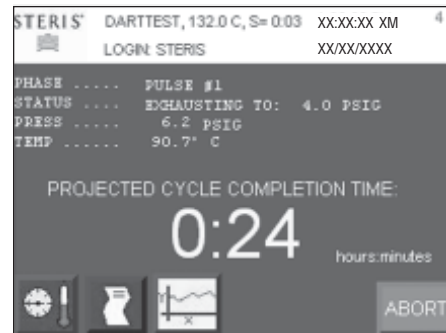 STERIS® DARTTEST, 132.0 C, S= 0:03 XX:XX:XX XM 4
LOGIN: STERIS XX/XX/XXXX
PHASE ..... PULSE #1
STATUS .... EXHAUSTING TO: 4.0 PSIG
PRESS ..... 6.2 PSIG
TEMP ...... 90.7° C
PROJECTED CYCLE COMPLETION TIME:
0:24 hours:minutes
X
ABORT